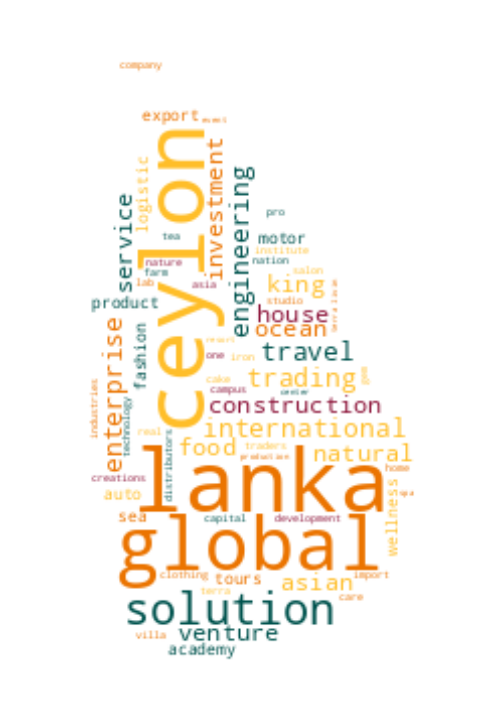 company
export
event
ceylon
investment
logistic
engineering
service
pro
tea
motor
institute
nature
nation
farm
salon
lab
asia
king
studio
product
house
ocean
enterprise
fashion
resort
travel
one
iron
cake
trading
gem
campus
center
construction
industries
technology
real
international
distributors
food
traders
natural
production
lanka
home
creations
spa
auto
wellness
sea
capital
development
global
clothing
tours
asian
import
terra
care
solution
villa
venture
academy